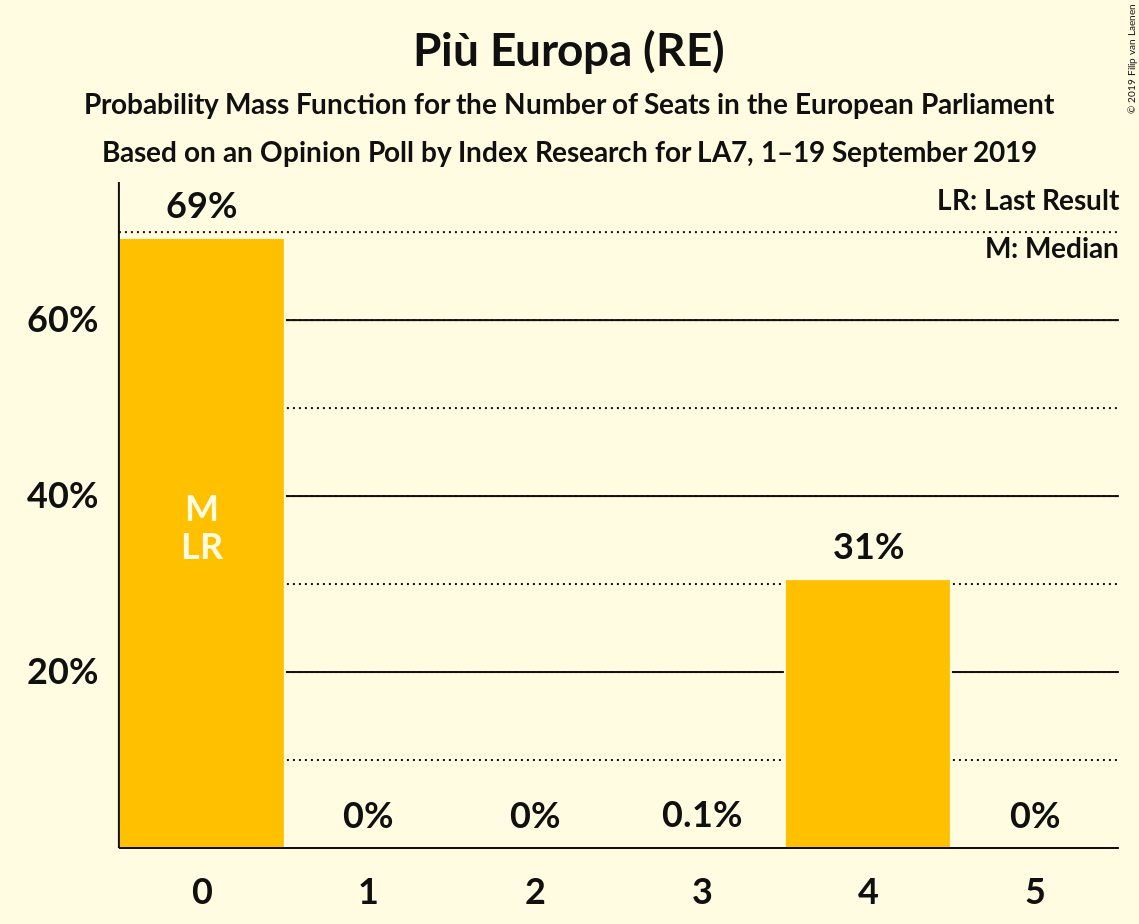 Più Europa (RE)
Probability Mass Function for the Number of Seats in the European Parliament
Based on an Opinion Poll by Index Research for LA7, 1–19 September 2019
© 2019 Filip van Laenen
LR: Last Result
M: Median
69%
60%
40%
20%
M
LR
0%
0%
0.1%
31%
0%
0
1
2
3
4
5